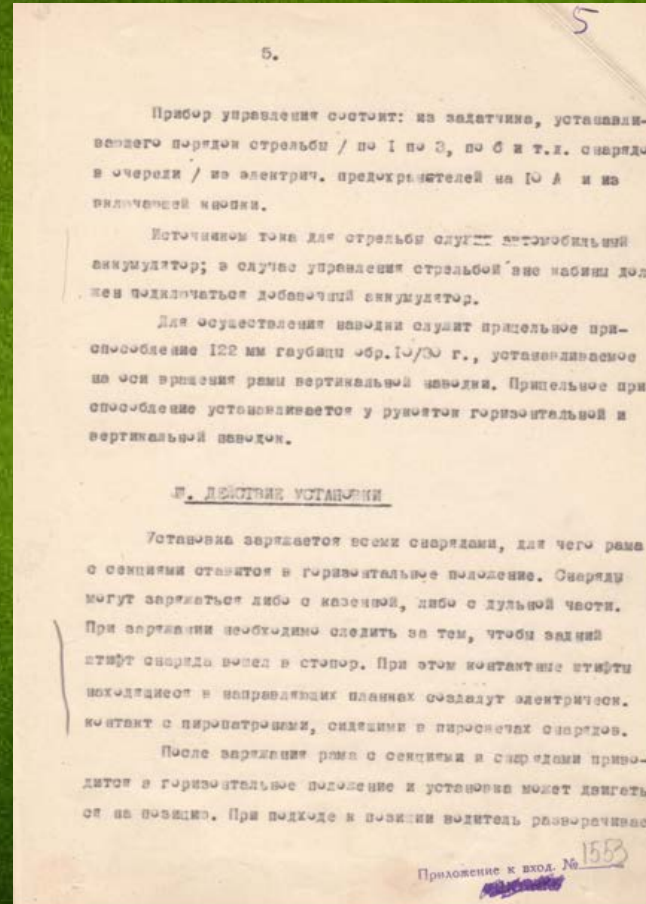 5
5.
Прибор управления состоит: из задатчика, устанавли-
вающего порядок стрельбы / по I по 3, по 6 и т.д. снарядо
в очереди / из электрич. предохранителей на IO А и из
включающей кнопки.
Источником тока для стрельбы служит автомобильный
аккумулятор; в случае управления стрельбой вне кабины дол
жен подключаться добавочный аккумулятор.
Для осуществления наводки служит прицельное при-
способление I22 мм гаубицы обр.IO/30 г., устанавливаемое
на оси вращения рамы вертикальной наводки. Прицельное при
способление устанавливается у рукояток горизонтальной и
вертикальной наводок.
ДЕЙСТВИЕ УСТАНОВКИ
Установка заряжается всеми снарядами, для чего рама
с секциями ставится в горизонтальное положение. Снаряды
могут заряжаться либо с казенной, либо с дульной части.
При заряжании необходимо следить за тем, чтобы задний
штифт снаряда вошел в стопор. При этом контактные штифты
находящиеся в направляющих планках создадут электрическ.
контакт с пиропатронами, сидящими в пиросвечах снарядов.
После заряжания рама с секциями и снарядами приво-
дится в горизонтальное положение и установка может двигать
ся на позицию. При подходе к позиции водитель разворачивае
Приложение к вход. № 1553